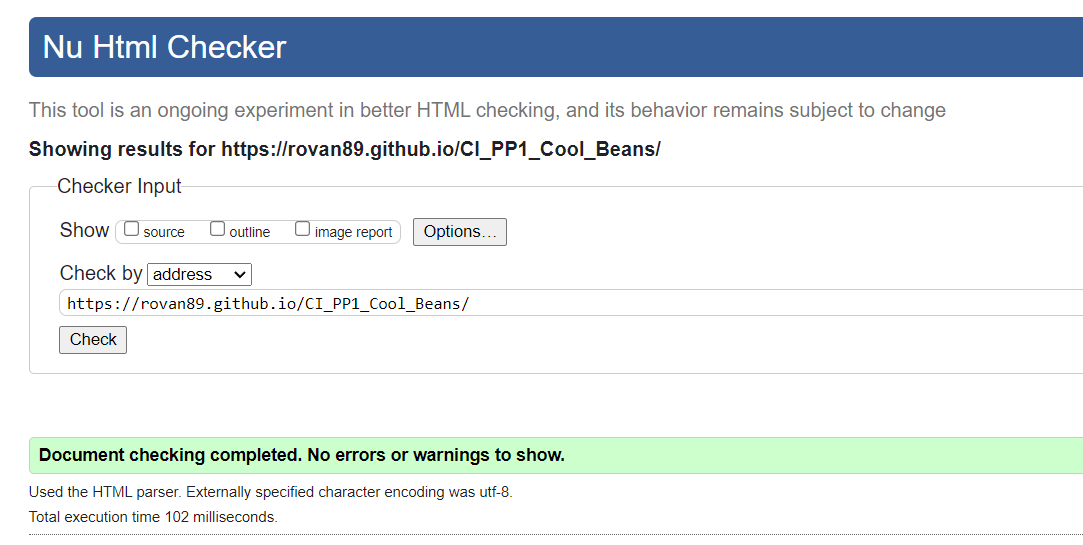 Nu Html Checker
This tool is an ongoing experiment in better HTML checking, and its behavior remains subject to change
Showing results for https://rovan89.github.io/CI_PP1_Cool_Beans/
Checker Input
Show source outline image report Options...
Check by address
https://rovan89.github.io/CI_PP1_Cool_Beans/
Check
Document checking completed. No errors or warnings to show.
Used the HTML parser. Externally specified character encoding was utf-8.
Total execution time 102 milliseconds.